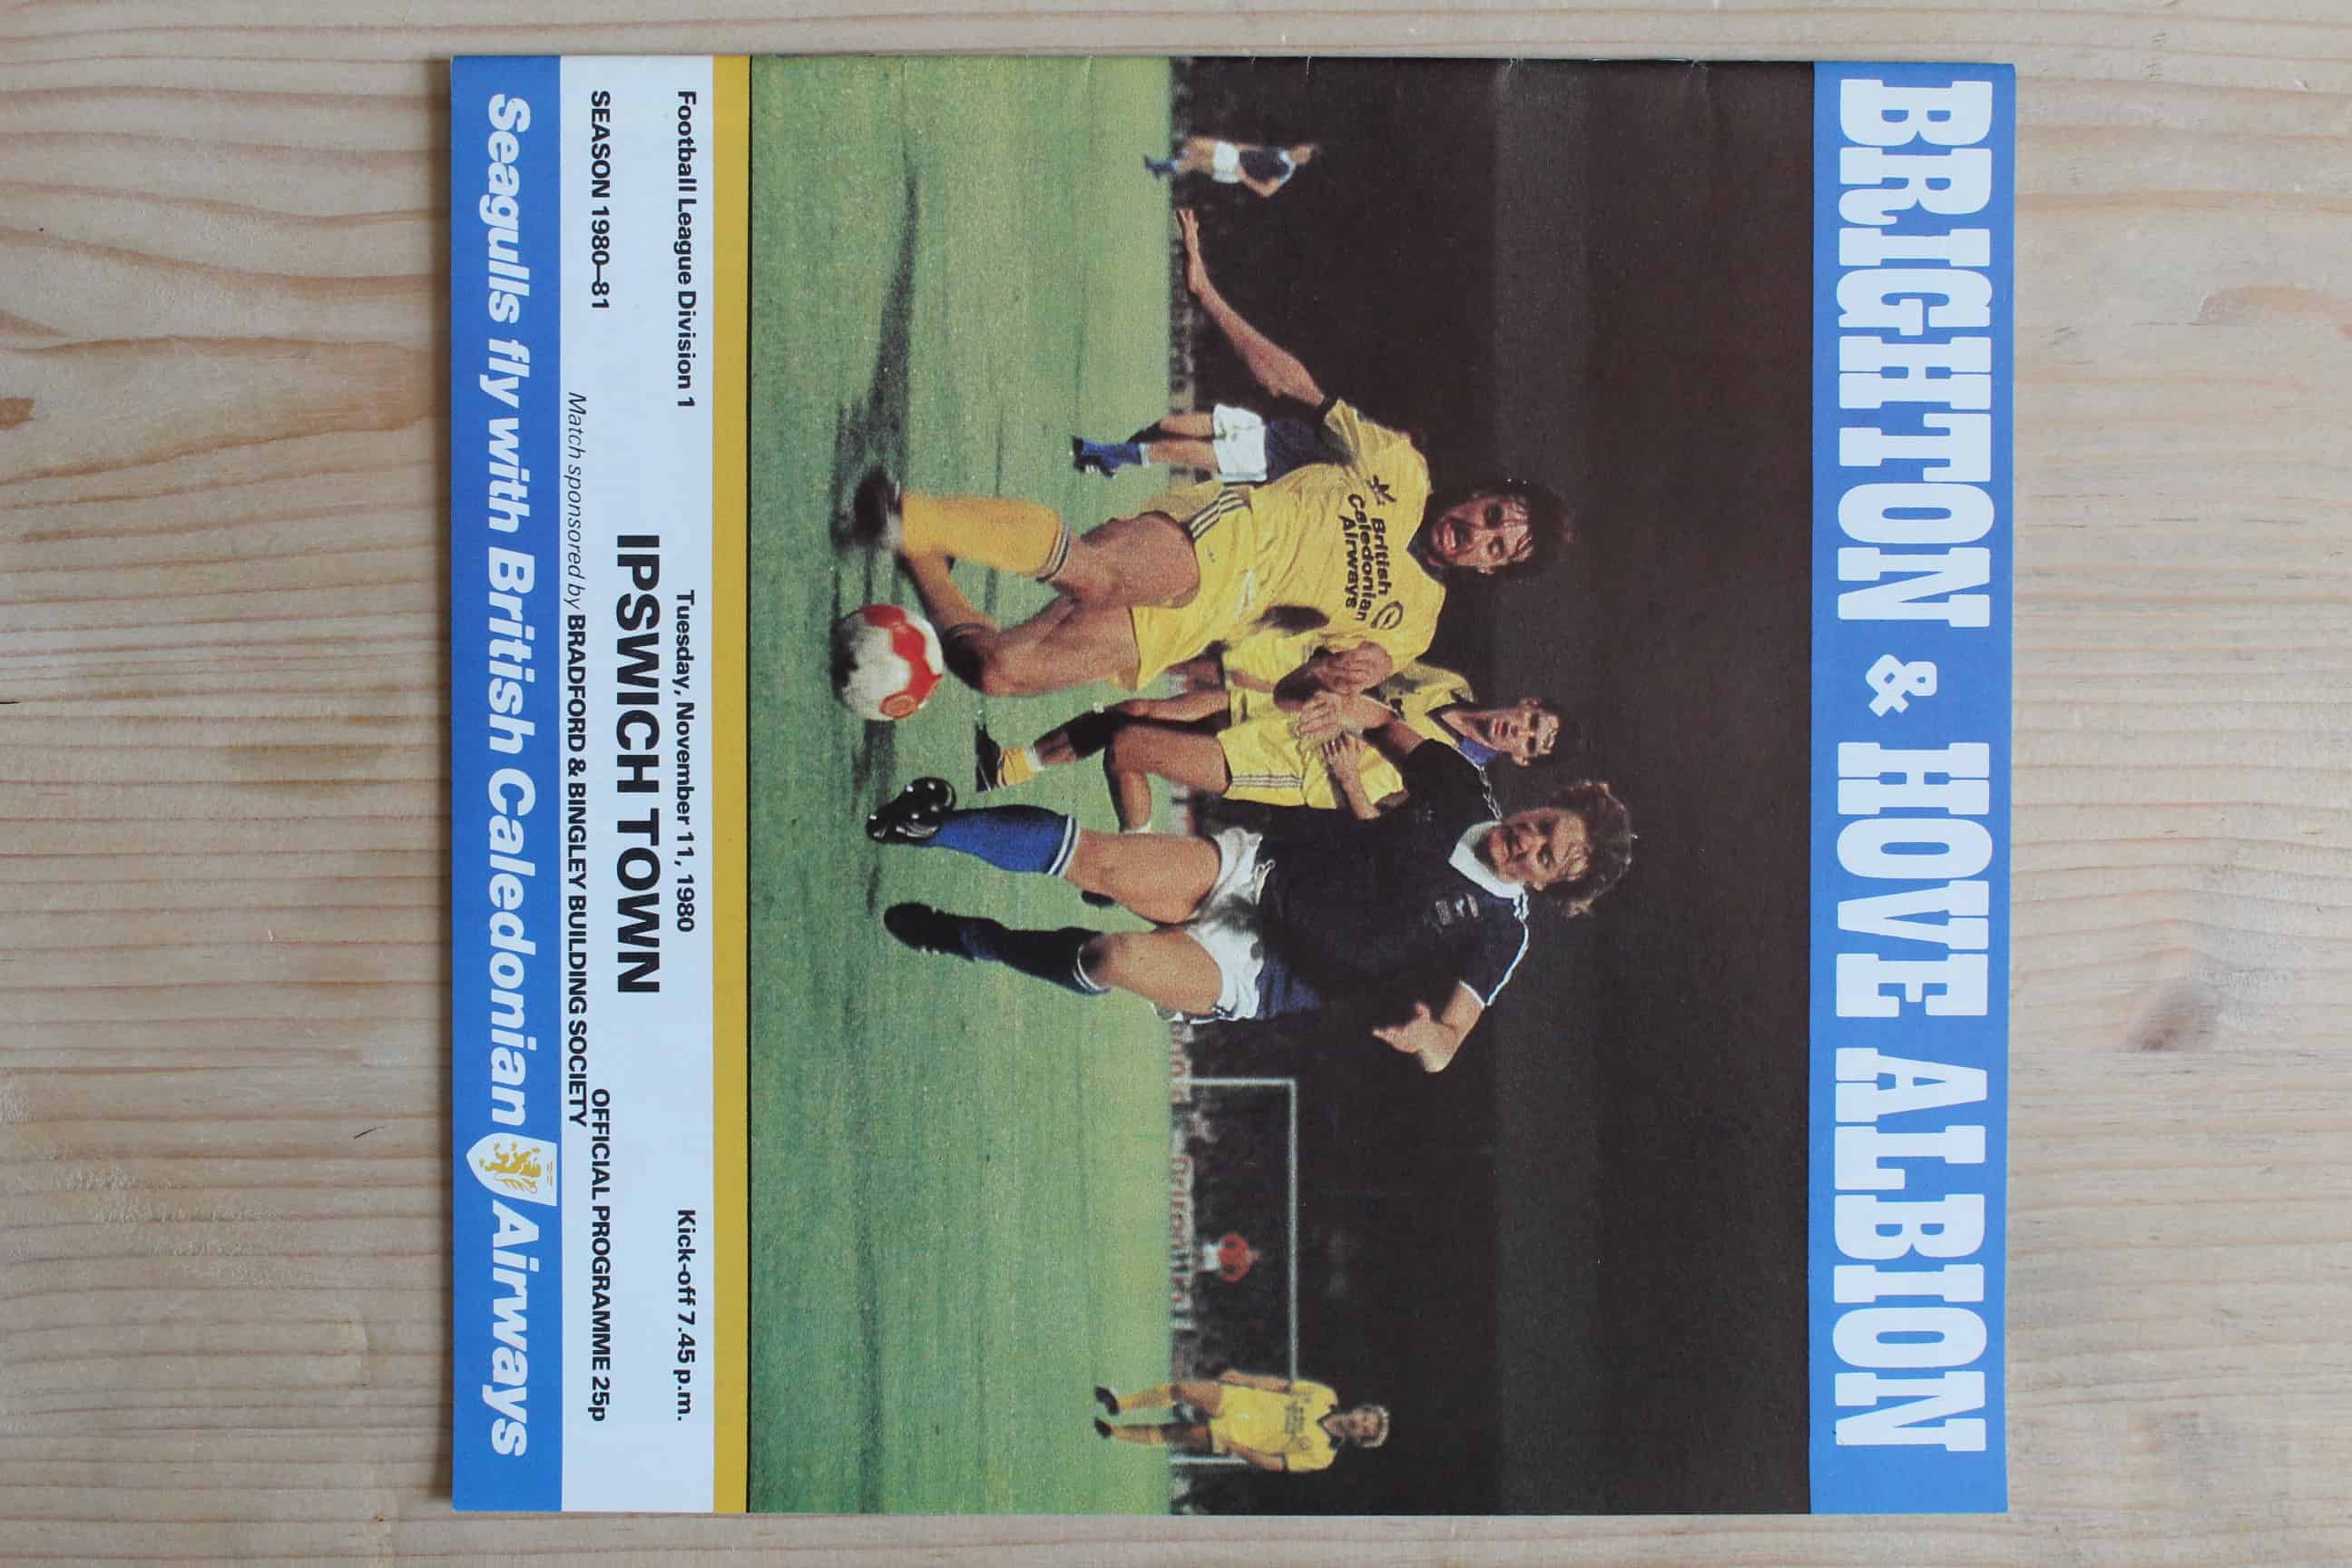 BRIGHTON & HOVE ALBION
British
Caledonian
Airways
Football League Division 1
Tuesday, November 11, 1980
Kick-off 7.45 p.m.
IPSWICH TOWN
SEASON 1980–81
OFFICIAL PROGRAMME 25p
Match sponsored by BRADFORD & BINGLEY BUILDING SOCIETY
Seagulls fly with British Caledonian Airways